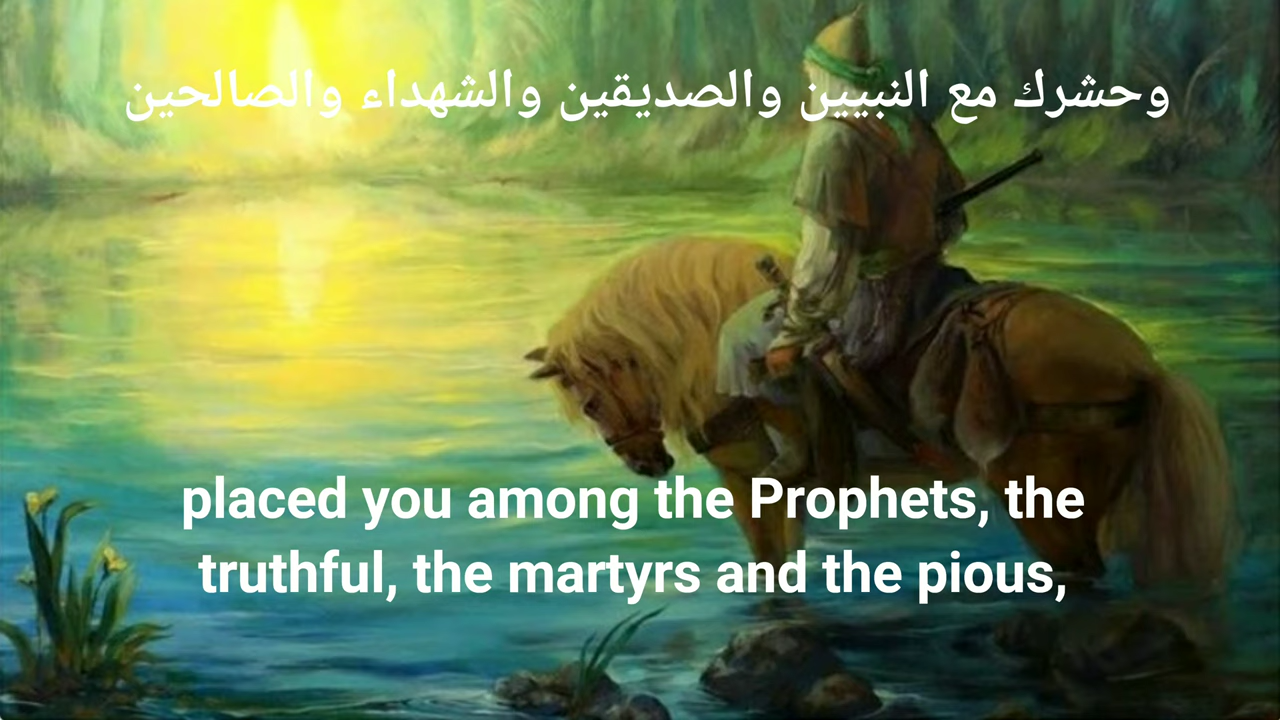 وحشرك مع النبيين والصديقين والشهداء والصالحين
placed you among the Prophets, the
truthful, the martyrs and the pious,